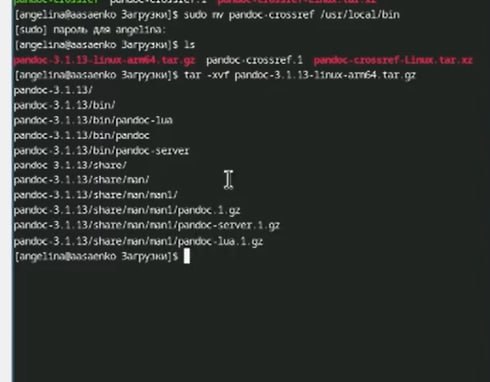 pandoc-crossref pandoc-crossref-Linux.tar.xz
[angelina@aasaenko Загрузки]$ sudo mv pandoc-crossref /usr/local/bin
[sudo] пароль для angelina:
[angelina@aasaenko Загрузки]$ ls
pandoc-3.1.13-linux-arm64.tar.gz pandoc-crossref.1 pandoc-crossref-Linux.tar.xz
[angelina@aasaenko Загрузки]$ tar -xvf pandoc-3.1.13-linux-arm64.tar.gz
pandoc-3.1.13/
pandoc-3.1.13/bin/
pandoc-3.1.13/bin/pandoc-lua
pandoc-3.1.13/bin/pandoc
pandoc-3.1.13/bin/pandoc-server
pandoc-3.1.13/share/
pandoc-3.1.13/share/man/
pandoc-3.1.13/share/man/man1/
pandoc-3.1.13/share/man/man1/pandoc.1.gz
pandoc-3.1.13/share/man/man1/pandoc-server.1.gz
pandoc-3.1.13/share/man/man1/pandoc-lua.1.gz
[angelina@aasaenko Загрузки]$